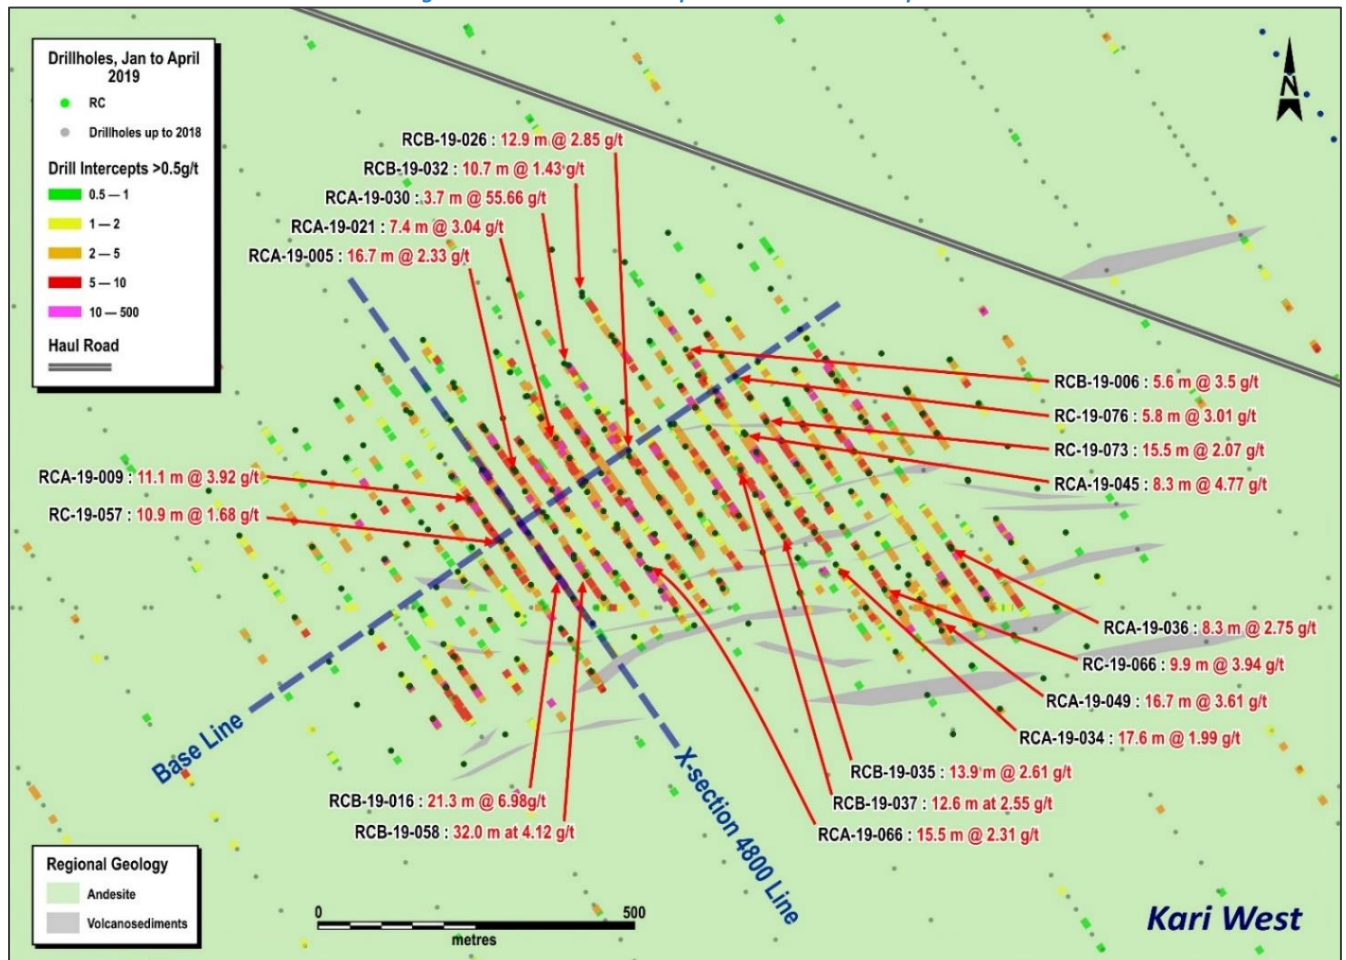 Drillholes, Jan to April
2019
RC
Drillholes up to 2018
Drill Intercepts >0.5g/t
0.5 — 1
1 — 2
2 — 5
5 — 10
10 — 500
Haul Road
N
RCB-19-026 : 12.9 m @ 2.85 g/t
RCB-19-032 : 10.7 m @ 1.43 g/t
RCA-19-030 : 3.7 m @ 55.66 g/t
RCA-19-021 : 7.4 m @ 3.04 g/t
RCA-19-005 : 16.7 m @ 2.33 g/t
RCB-19-006 : 5.6 m @ 3.5 g/t
RC-19-076 : 5.8 m @ 3.01 g/t
RC-19-073 : 15.5 m @ 2.07 g/t
RCA-19-045 : 8.3 m @ 4.77 g/t
RCA-19-009 : 11.1 m @ 3.92 g/t
RC-19-057 : 10.9 m @ 1.68 g/t
RCA-19-036 : 8.3 m @ 2.75 g/t
RC-19-066 : 9.9 m @ 3.94 g/t
RCA-19-049 : 16.7 m @ 3.61 g/t
RCA-19-034 : 17.6 m @ 1.99 g/t
Base Line
X-section 4800 Line
RCB-19-035 : 13.9 m @ 2.61 g/t
RCB-19-037 : 12.6 m at 2.55 g/t
RCA-19-066 : 15.5 m @ 2.31 g/t
RCB-19-016 : 21.3 m @ 6.98g/t
RCB-19-058 : 32.0 m at 4.12 g/t
Regional Geology
Andesite
Volcanosediments
0 500
metres
Kari West